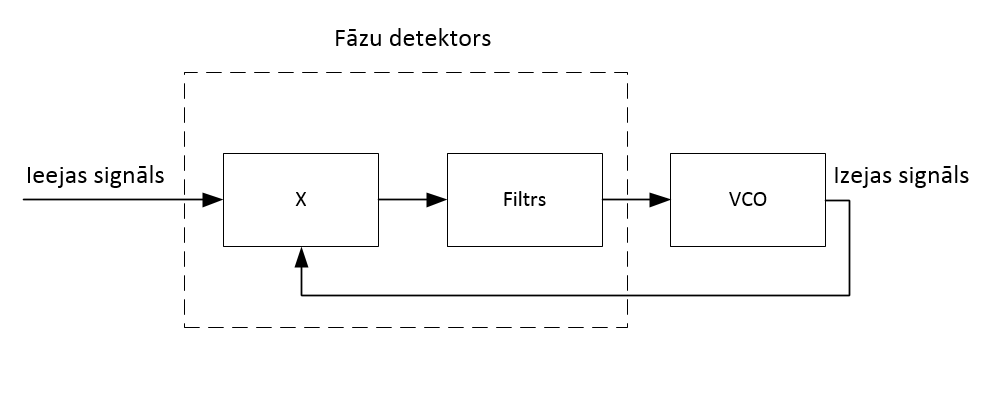 Fāzu detektors
Ieejas signāls
X
Filtrs
VCO
Izejas signāls